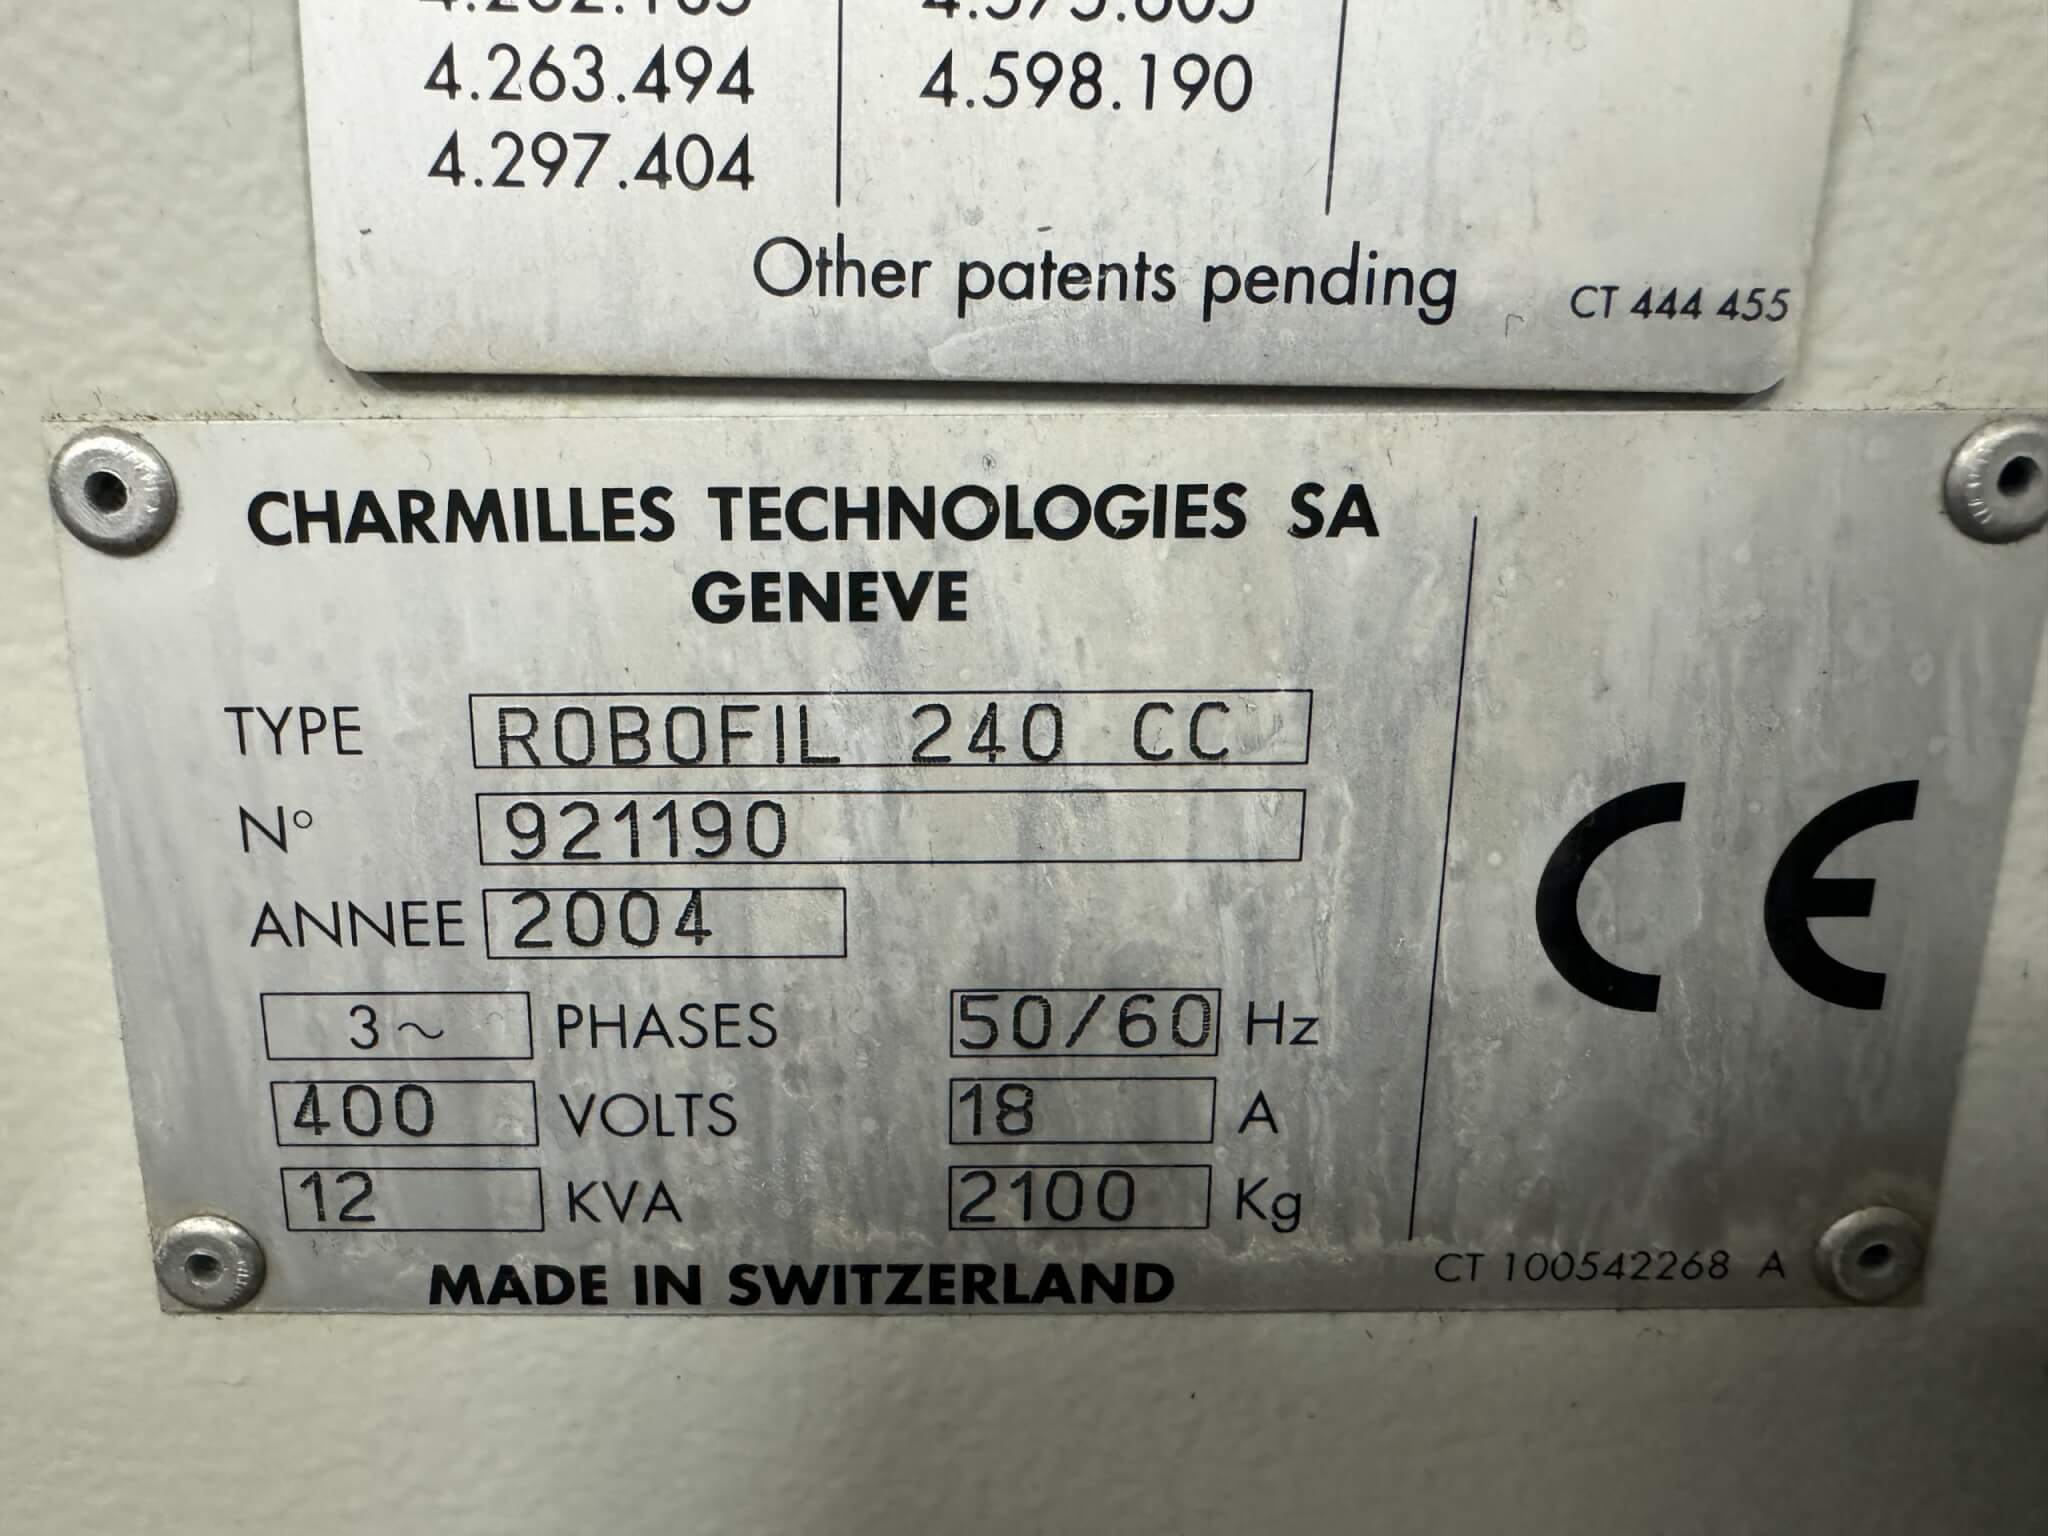 4.263.494 4.598.190
4.297.404
Other patents pending CT 444 455
CHARMILLES TECHNOLOGIES SA
GENEVE
TYPE ROBOFIL 240 CC
N° 921190
ANNEE 2004
3~ PHASES 50/60 Hz
400 VOLTS 18 A
12 KVA 2100 Kg
MADE IN SWITZERLAND CT 100542268 A
CE